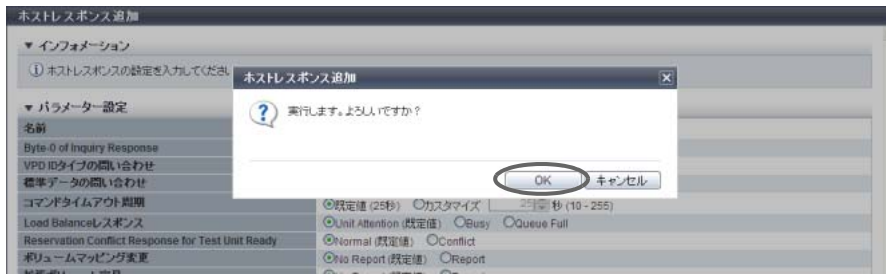 ホストレスポンス追加
▼ インフォメーション
ホストレスポンスの設定を入力してくださ
ホストレスポンス追加
実行します。よろしいですか？
OK キャンセル
▼ パラメーター設定
名前
Byte-0 of Inquiry Response
VPD IDタイプの問い合わせ
標準データの問い合わせ
コマンドタイムアウト周期 既定値 (25秒) カスタマイズ 25 秒 (10 - 255)
Load Balanceレスポンス Unit Attention (既定値) Busy Queue Full
Reservation Conflict Response for Test Unit Ready Normal (既定値) Conflict
ボリュームマッピング変更 No Report (既定値) Report